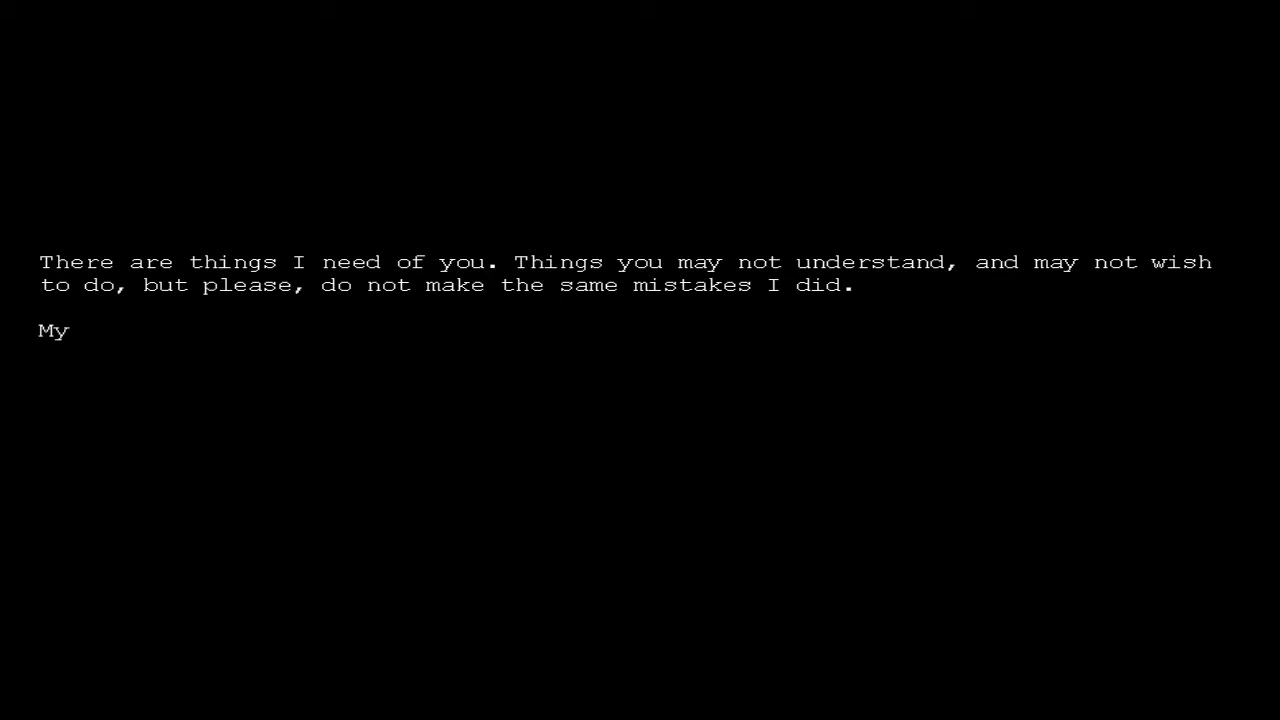 There are things I need of you. Things you may not understand, and may not wish
to do, but please, do not make the same mistakes I did.
My